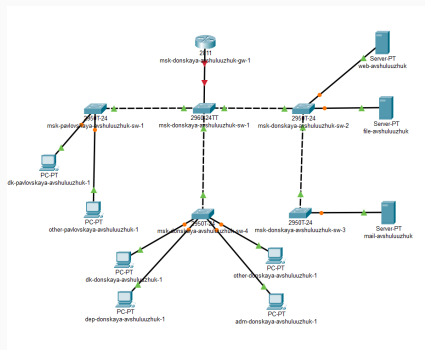 2811
msk-donskaya-avshuluuzhuk-gw-1
Server-PT
web-avshuluuzhuk
2950T-24
msk-pavlovskaya-avshuluuzhuk-sw-1
2960-24TT
msk-donskaya-avshuluuzhuk-sw-1
2950T-24
msk-donskaya-avshuluuzhuk-sw-2
Server-PT
file-avshuluuzhuk
PC-PT
dk-pavlovskaya-avshuluuzhuk-1
PC-PT
other-pavlovskaya-avshuluuzhuk-1
2950T-24
msk-donskaya-avshuluuzhuk-sw-4
2950T-24
msk-donskaya-avshuluuzhuk-sw-3
Server-PT
mail-avshuluuzhuk
PC-PT
dk-donskaya-avshuluuzhuk-1
PC-PT
other-donskaya-avshuluuzhuk-1
PC-PT
dep-donskaya-avshuluuzhuk-1
PC-PT
adm-donskaya-avshuluuzhuk-1